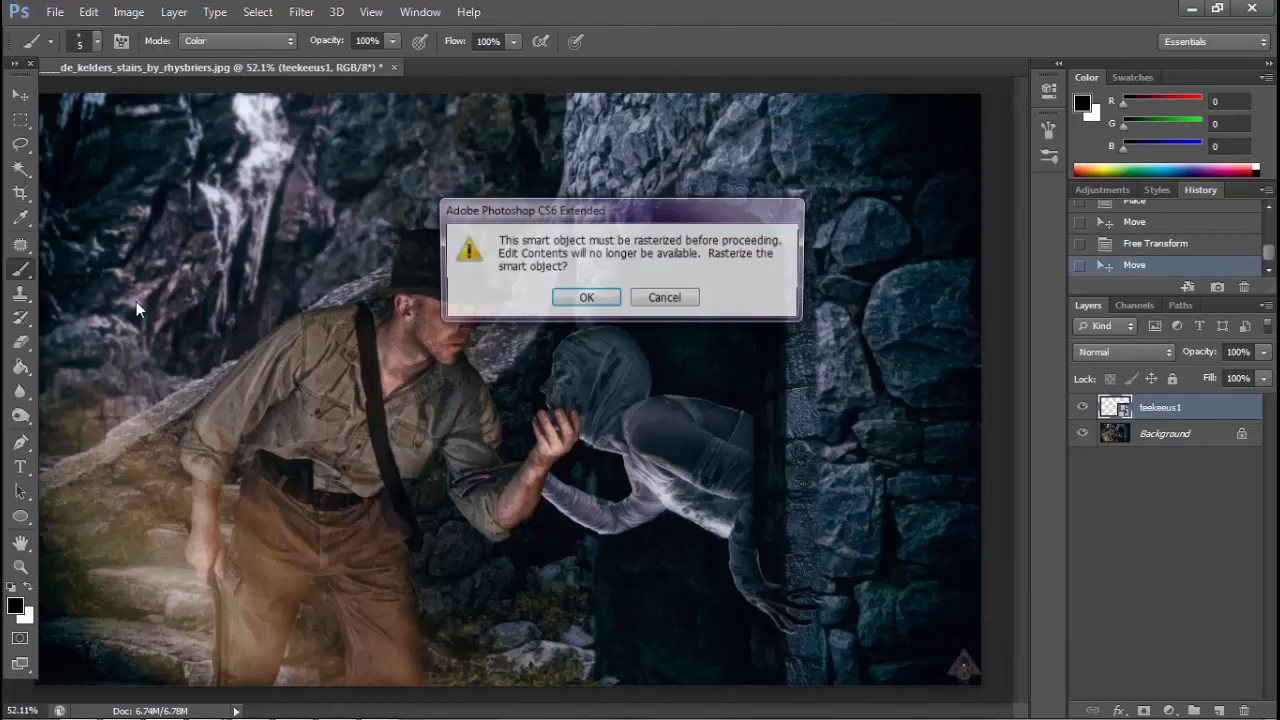 Ps File Edit Image Layer Type Select Filter 3D View Window Help
5 Mode: Color Opacity: 100% Flow: 100% Essentials
de_kelders_stairs_by_rhysbriers.jpg @ 52.1% (teekeeus1, RGB/8*) *
Color Swatches
R 0
G 0
B 0
Adjustments Styles History
Place
Move
Free Transform
Move
Adobe Photoshop CS6 Extended
This smart object must be rasterized before proceeding.
Edit Contents will no longer be available. Rasterize the
smart object?
OK Cancel
Layers Channels Paths
Kind
Normal Opacity: 100%
Lock: Fill: 100%
teekeeus1
Background
52.11% Doc: 6.74M/6.78M